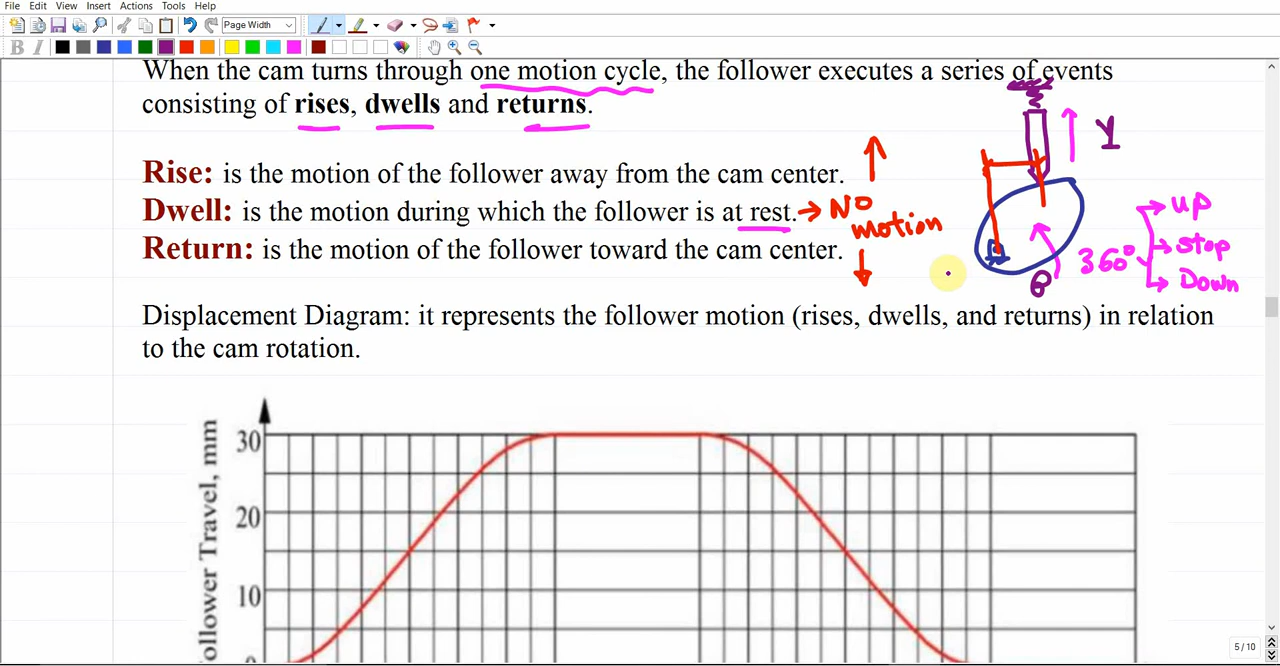 File Edit View Insert Actions Tools Help
Page Width
B I
When the cam turns through one motion cycle, the follower executes a series of events
consisting of rises, dwells and returns.
Y
Rise: is the motion of the follower away from the cam center.
Dwell: is the motion during which the follower is at rest. → NO
motion
Return: is the motion of the follower toward the cam center.
360°
up
stop
Down
θ
Displacement Diagram: it represents the follower motion (rises, dwells, and returns) in relation
to the cam rotation.
Follower Travel, mm
30
20
10
0
5 / 10